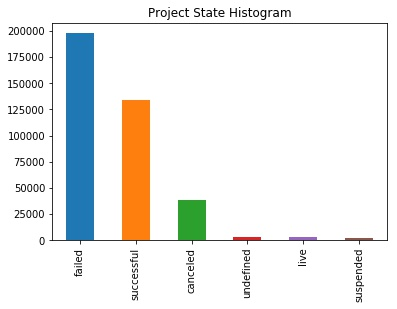 Project State Histogram
200000
175000
150000
125000
100000
75000
50000
25000
0
failed
successful
canceled
undefined
live
suspended